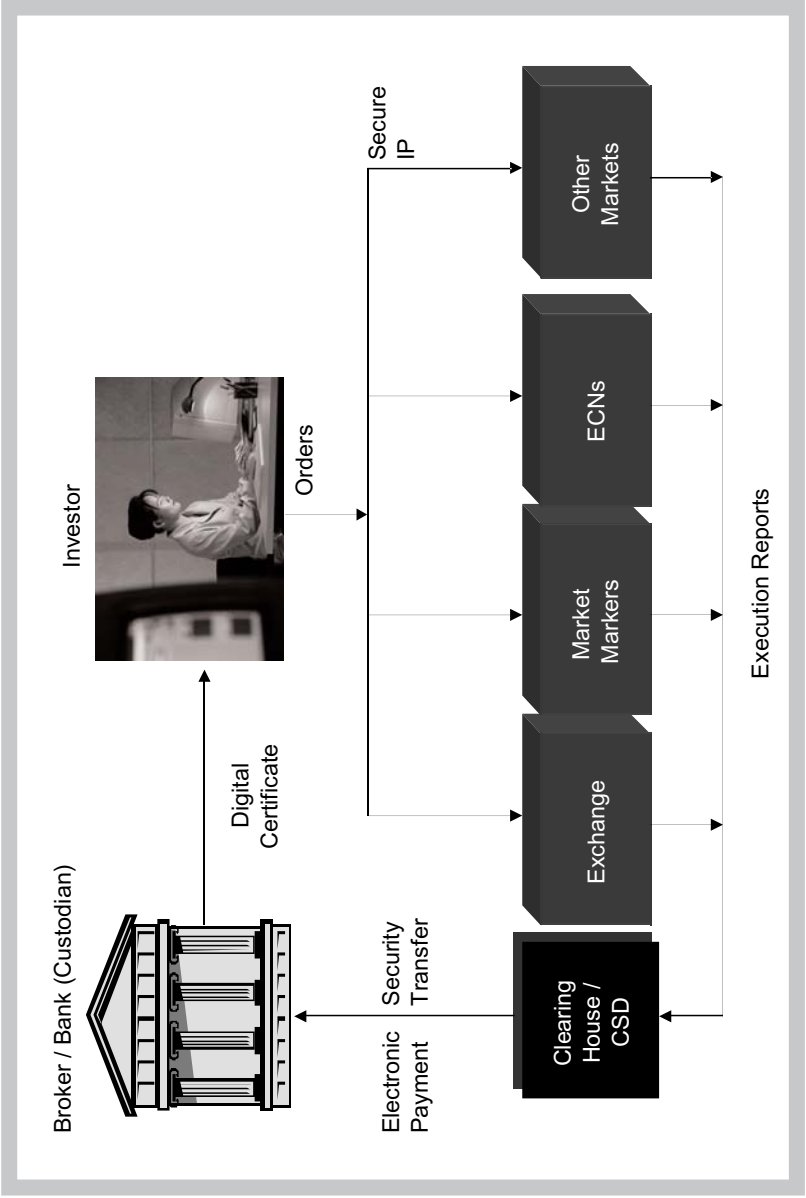 Broker / Bank (Custodian)
Investor
Digital
Certificate
Orders
Electronic
Payment
Security
Transfer
Secure
IP
Clearing
House /
CSD
Exchange
Market
Markers
ECNs
Other
Markets
Execution Reports